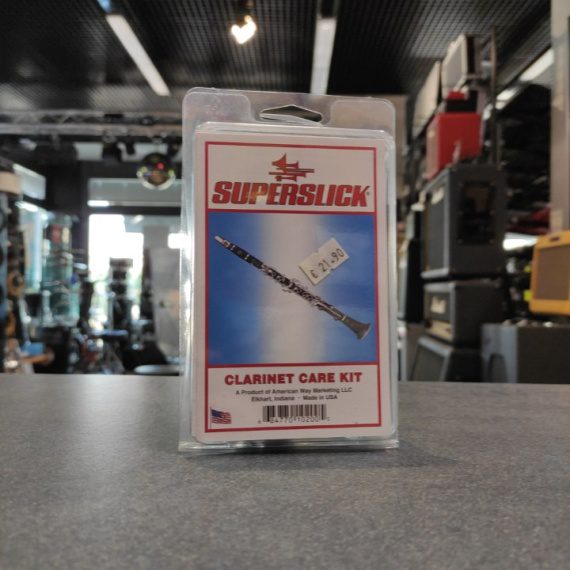 SUPERSLICK
€ 21.90
CLARINET CARE KIT
A Product of American Way Marketing LLC
Elkhart, Indiana · Made in USA